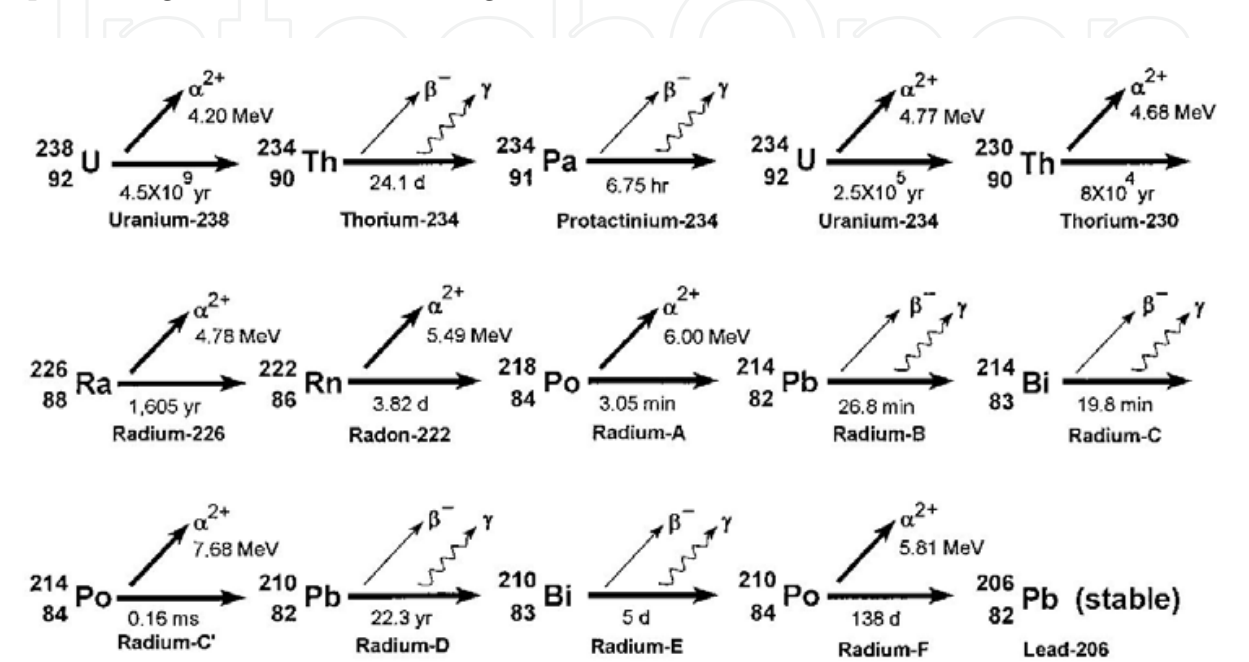 α2+ β− γ β− γ α2+ α2+
4.20 MeV 4.77 MeV 4.68 MeV
238 92 U 234 90 Th 234 91 Pa 234 92 U 230 90 Th
4.5X10 9 yr 24.1 d 6.75 hr 2.5X10 5 yr 8X10 4 yr
Uranium-238 Thorium-234 Protactinium-234 Uranium-234 Thorium-230
α2+ α2+ α2+ β− γ β− γ
4.78 MeV 5.49 MeV 6.00 MeV
226 88 Ra 222 86 Rn 218 84 Po 214 82 Pb 214 83 Bi
1,605 yr 3.82 d 3.05 min 26.8 min 19.8 min
Radium-226 Radon-222 Radium-A Radium-B Radium-C
α2+ β− γ β− γ α2+
7.68 MeV 5.81 MeV
214 84 Po 210 82 Pb 210 83 Bi 210 84 Po 206 82 Pb (stable)
0.16 ms 22.3 yr 5 d 138 d
Radium-C' Radium-D Radium-E Radium-F Lead-206